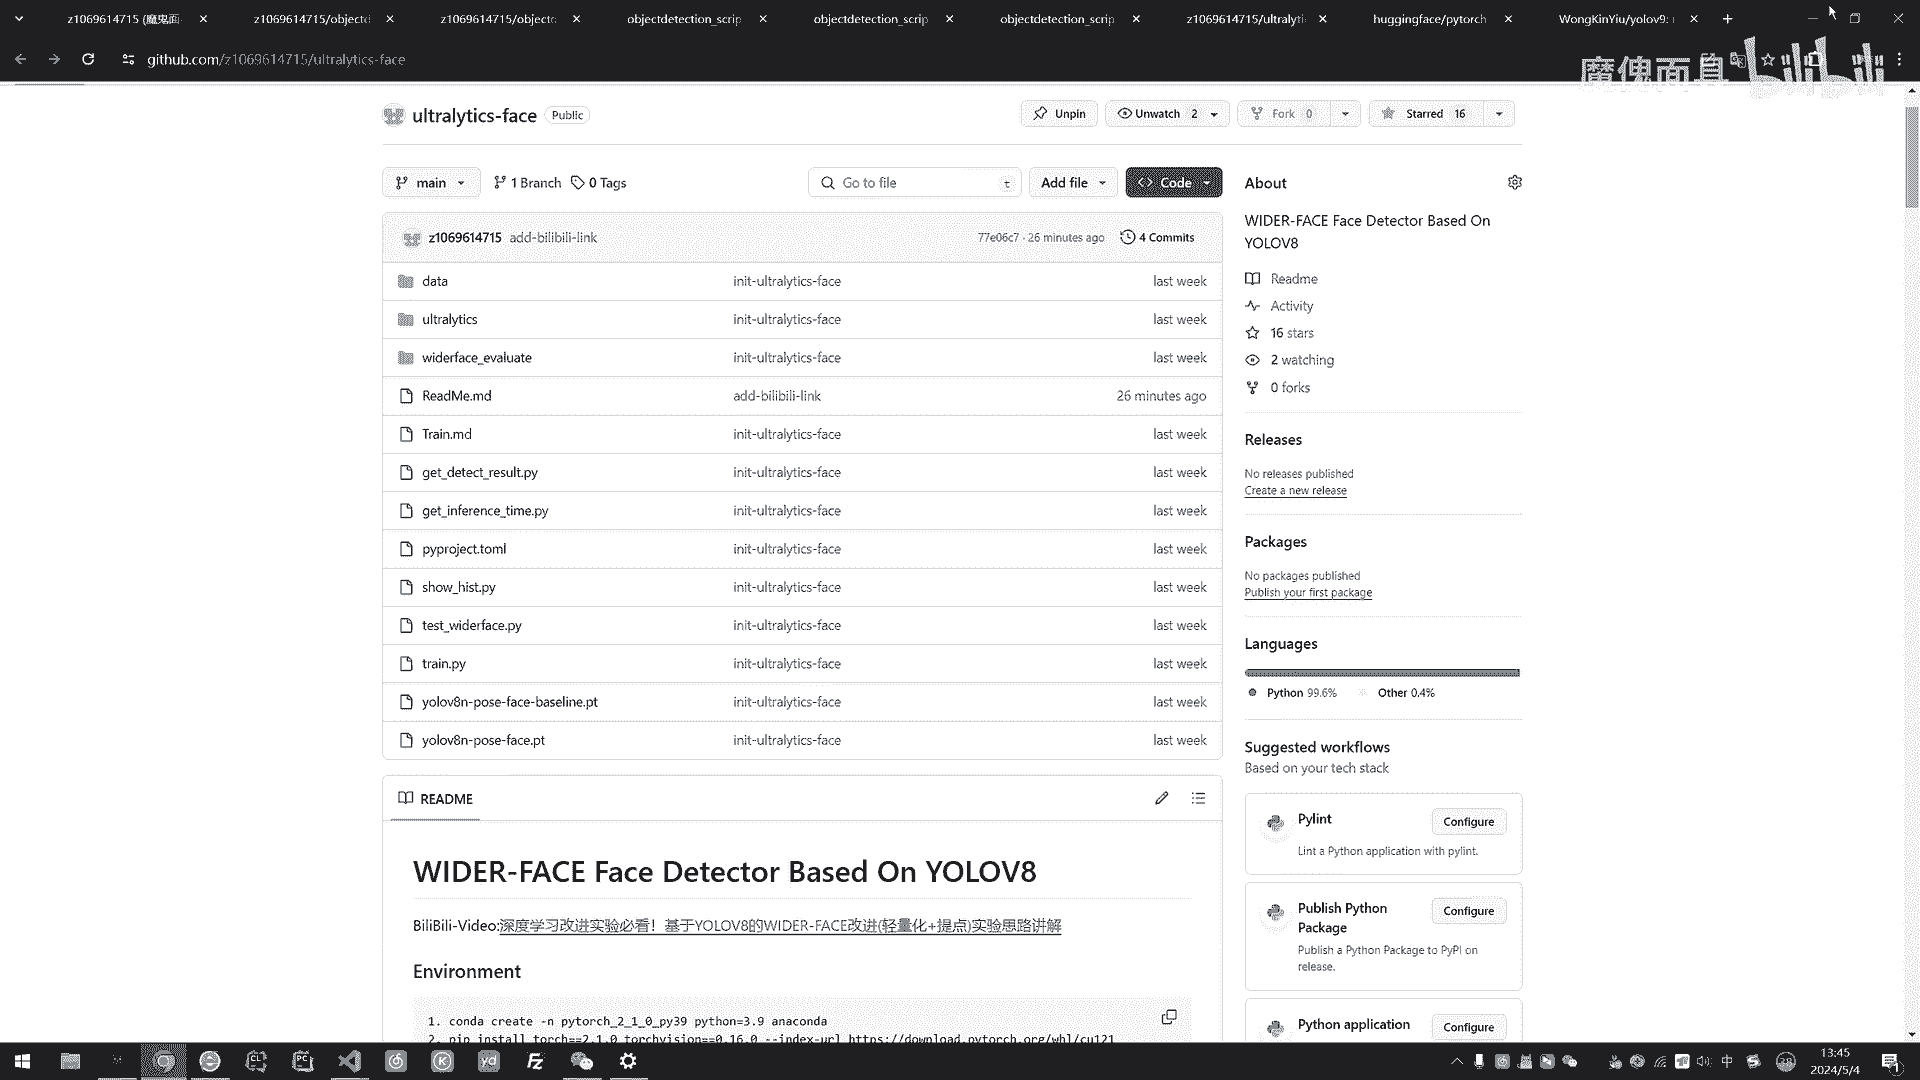 z1069614715 (魔鬼面
z1069614715/objectd
z1069614715/objecto
objectdetection_scrip
objectdetection_scrip
objectdetection_scrip
z1069614715/ultralyti
huggingface/pytorch
WongKinYiu/yolov9:
github.com/z1069614715/ultralytics-face
魔傀面具 bilibili
ultralytics-face Public
Unpin Unwatch 2 Fork 0 Starred 16
main 1 Branch 0 Tags Go to file t Add file Code
z1069614715 add-bilibili-link 77e06c7 · 26 minutes ago 4 Commits
data init-ultralytics-face last week
ultralytics init-ultralytics-face last week
widerface_evaluate init-ultralytics-face last week
ReadMe.md add-bilibili-link 26 minutes ago
Train.md init-ultralytics-face last week
get_detect_result.py init-ultralytics-face last week
get_inference_time.py init-ultralytics-face last week
pyproject.toml init-ultralytics-face last week
show_hist.py init-ultralytics-face last week
test_widerface.py init-ultralytics-face last week
train.py init-ultralytics-face last week
yolov8n-pose-face-baseline.pt init-ultralytics-face last week
yolov8n-pose-face.pt init-ultralytics-face last week
README
WIDER-FACE Face Detector Based On YOLOV8
BiliBili-Video:深度学习改进实验必看！基于YOLOV8的WIDER-FACE改进(轻量化+提点)实验思路讲解
Environment
1. conda create -n pytorch_2_1_0_py39 python=3.9 anaconda
2. pip install torch==2.1.0 torchvision==0.16.0 --index-url https://download.pytorch.org/whl/cu121
About
WIDER-FACE Face Detector Based On
YOLOV8
Readme
Activity
16 stars
2 watching
0 forks
Releases
No releases published
Create a new release
Packages
No packages published
Publish your first package
Languages
Python 99.6% Other 0.4%
Suggested workflows
Based on your tech stack
Pylint Configure
Lint a Python application with pylint.
Publish Python
Package
Configure
Publish a Python Package to PyPI on
release.
Python application Configure
CL
PC
K
yd
Fz
中
13:45
2024/5/4
1